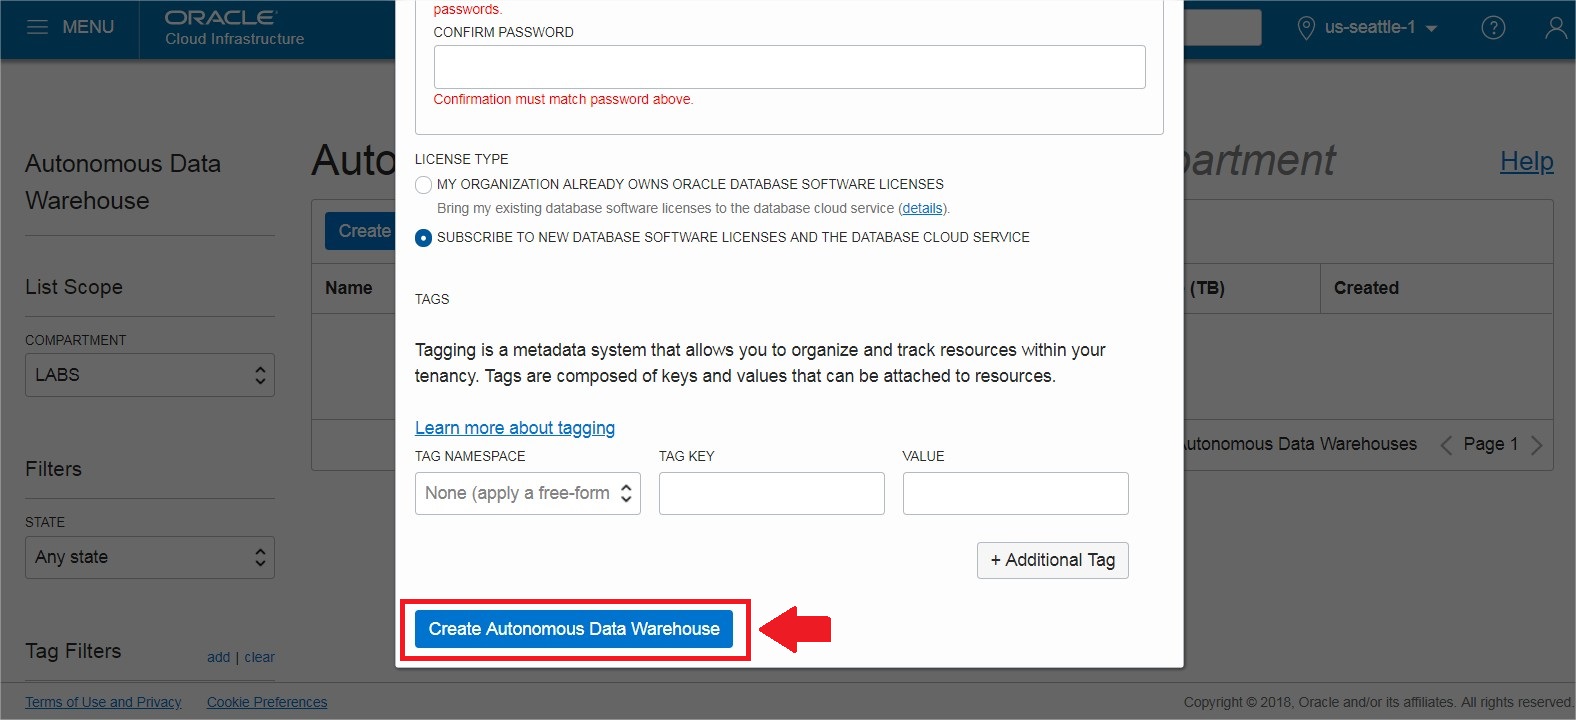 MENU
ORACLE
Cloud Infrastructure
us-seattle-1
?
Autonomous Data
Warehouse
List Scope
COMPARTMENT
LABS
Filters
STATE
Any state
Tag Filters
add | clear
Auto
partment
Help
Create
Name
(TB)
Created
Autonomous Data Warehouses
Page 1
passwords.
CONFIRM PASSWORD
Confirmation must match password above.
LICENSE TYPE
MY ORGANIZATION ALREADY OWNS ORACLE DATABASE SOFTWARE LICENSES
Bring my existing database software licenses to the database cloud service (details).
SUBSCRIBE TO NEW DATABASE SOFTWARE LICENSES AND THE DATABASE CLOUD SERVICE
TAGS
Tagging is a metadata system that allows you to organize and track resources within your
tenancy. Tags are composed of keys and values that can be attached to resources.
Learn more about tagging
TAG NAMESPACE
TAG KEY
VALUE
None (apply a free-form
+ Additional Tag
Create Autonomous Data Warehouse
Terms of Use and Privacy
Cookie Preferences
Copyright © 2018, Oracle and/or its affiliates. All rights reserved.